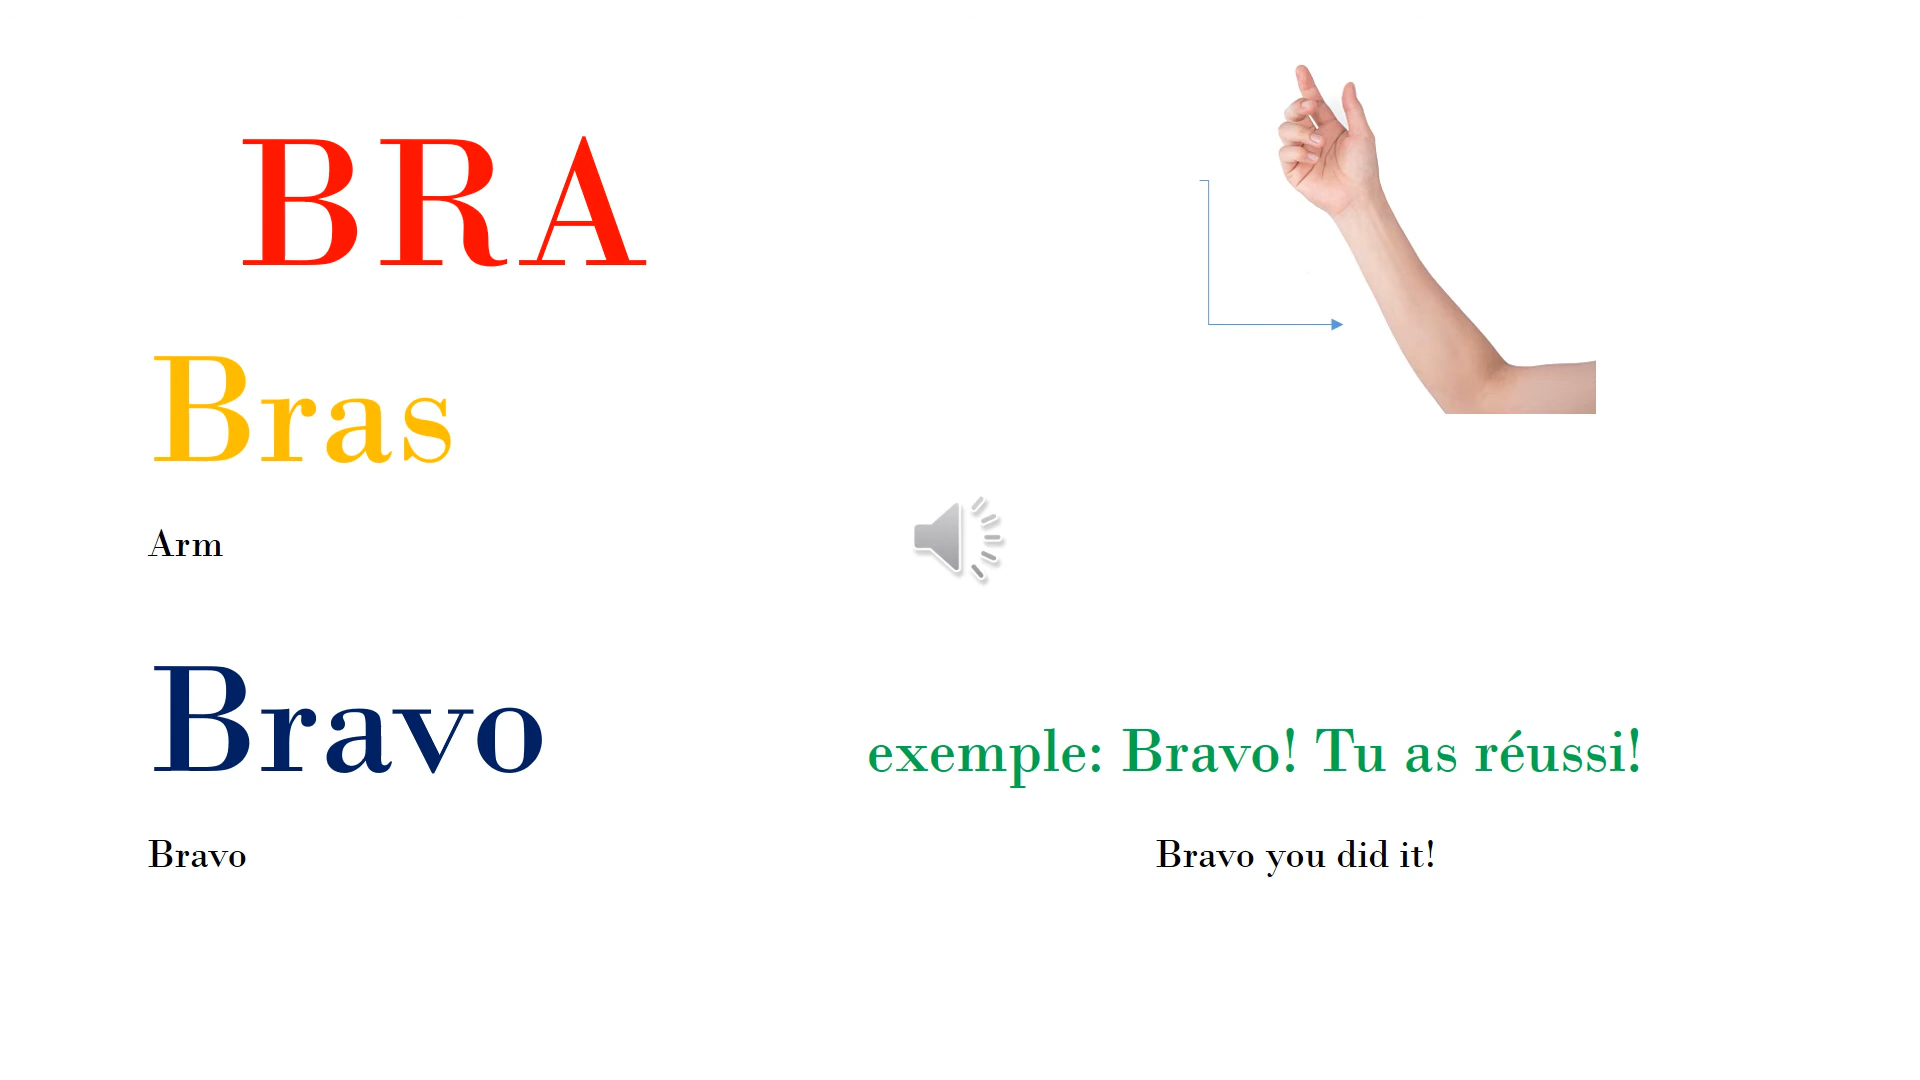 BRA
Bras
Arm
Bravo
exemple: Bravo! Tu as réussi!
Bravo
Bravo you did it!